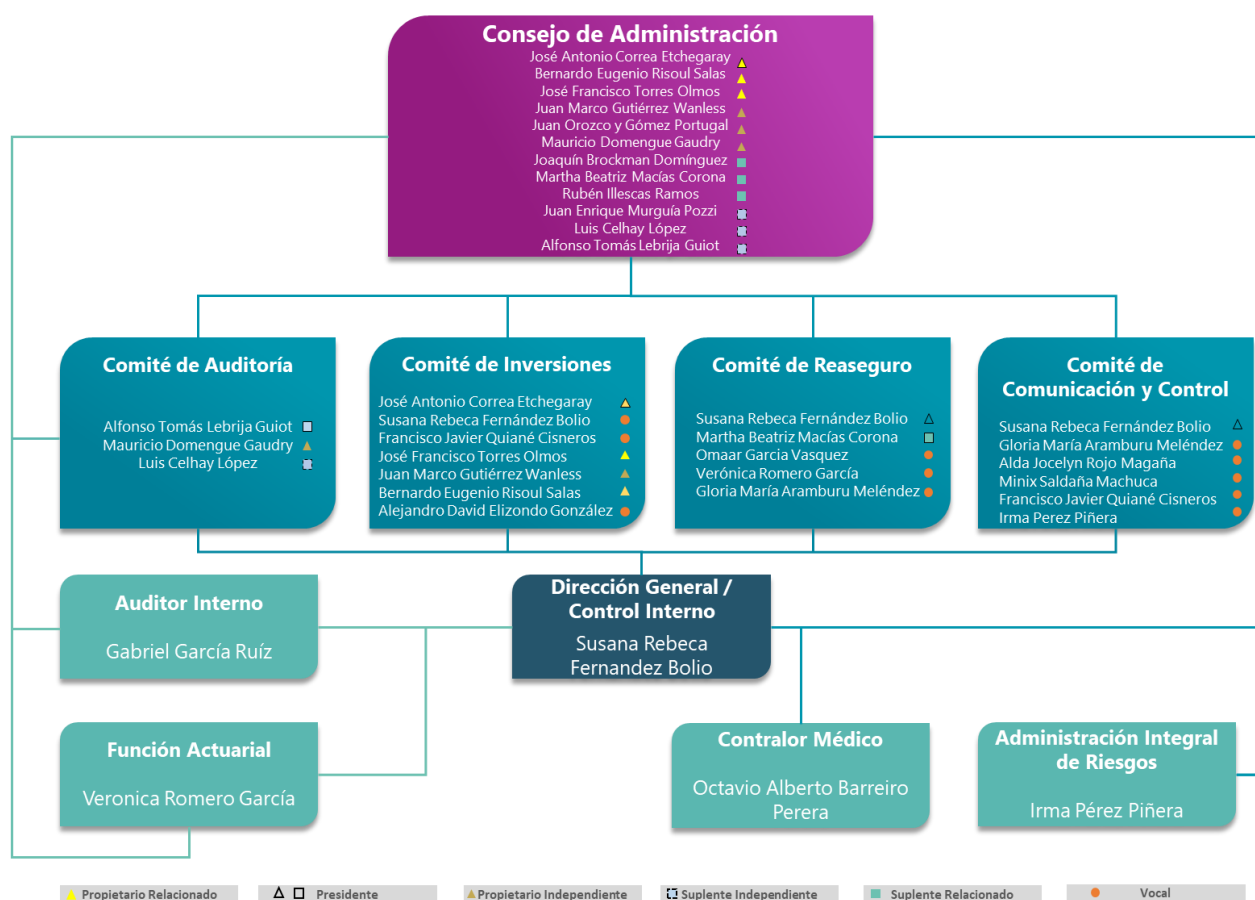 Consejo de Administración
José Antonio Correa Etchegaray
Bernardo Eugenio Risoul Salas
José Francisco Torres Olmos
Juan Marco Gutiérrez Wanless
Juan Orozco y Gómez Portugal
Mauricio Domengue Gaudry
Joaquín Brockman Domínguez
Martha Beatriz Macías Corona
Rubén Illescas Ramos
Juan Enrique Murguía Pozzi
Luis Celhay López
Alfonso Tomás Lebrija Guiot
Comité de Auditoría
Alfonso Tomás Lebrija Guiot
Mauricio Domengue Gaudry
Luis Celhay López
Comité de Inversiones
José Antonio Correa Etchegaray
Susana Rebeca Fernández Bolio
Francisco Javier Quiané Cisneros
José Francisco Torres Olmos
Juan Marco Gutiérrez Wanless
Bernardo Eugenio Risoul Salas
Alejandro David Elizondo González
Comité de Reaseguro
Susana Rebeca Fernández Bolio
Martha Beatriz Macías Corona
Omaar Garcia Vasquez
Verónica Romero García
Gloria María Aramburu Meléndez
Comité de
Comunicación y Control
Susana Rebeca Fernández Bolio
Gloria María Aramburu Meléndez
Alda Jocelyn Rojo Magaña
Minix Saldaña Machuca
Francisco Javier Quiané Cisneros
Irma Perez Piñera
Auditor Interno
Gabriel García Ruíz
Dirección General /
Control Interno
Susana Rebeca
Fernandez Bolio
Función Actuarial
Veronica Romero García
Contralor Médico
Octavio Alberto Barreiro
Perera
Administración Integral
de Riesgos
Irma Pérez Piñera
Propietario Relacionado
Presidente
Propietario Independiente
Suplente Independiente
Suplente Relacionado
Vocal